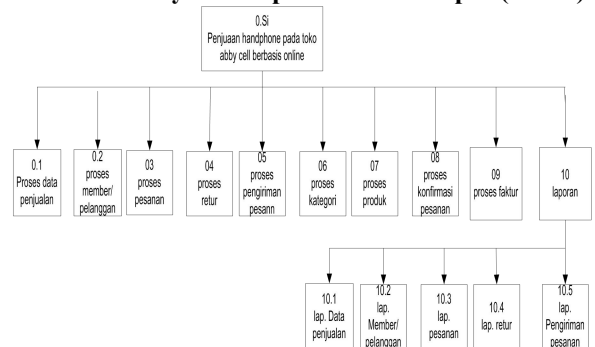 0.Si
Penjuaan handphone pada toko
abby cell berbasis online
0.1
Proses data
penjualan
0.2
proses
member/
pelanggan
03
proses
pesanan
04
proses
retur
05
proses
pengiriman
pesann
06
proses
kategori
07
proses
produk
08
proses
konfirmasi
pesanan
09
proses faktur
10
laporan
10.1
lap. Data
penjualan
10.2
lap.
Member/
pelanggan
10.3
lap.
pesanan
10.4
lap. retur
10.5
lap.
Pengiriman
pesanan